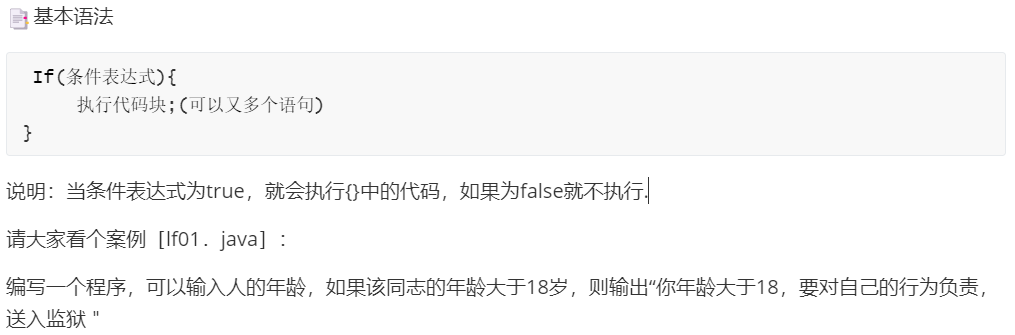 基本语法
If(条件表达式){
执行代码块;(可以又多个语句)
}
说明：当条件表达式为true，就会执行{}中的代码，如果为false就不执行.
请大家看个案例［lf01．java］：
编写一个程序，可以输入人的年龄，如果该同志的年龄大于18岁，则输出“你年龄大于18，要对自己的行为负责，
送入监狱 "